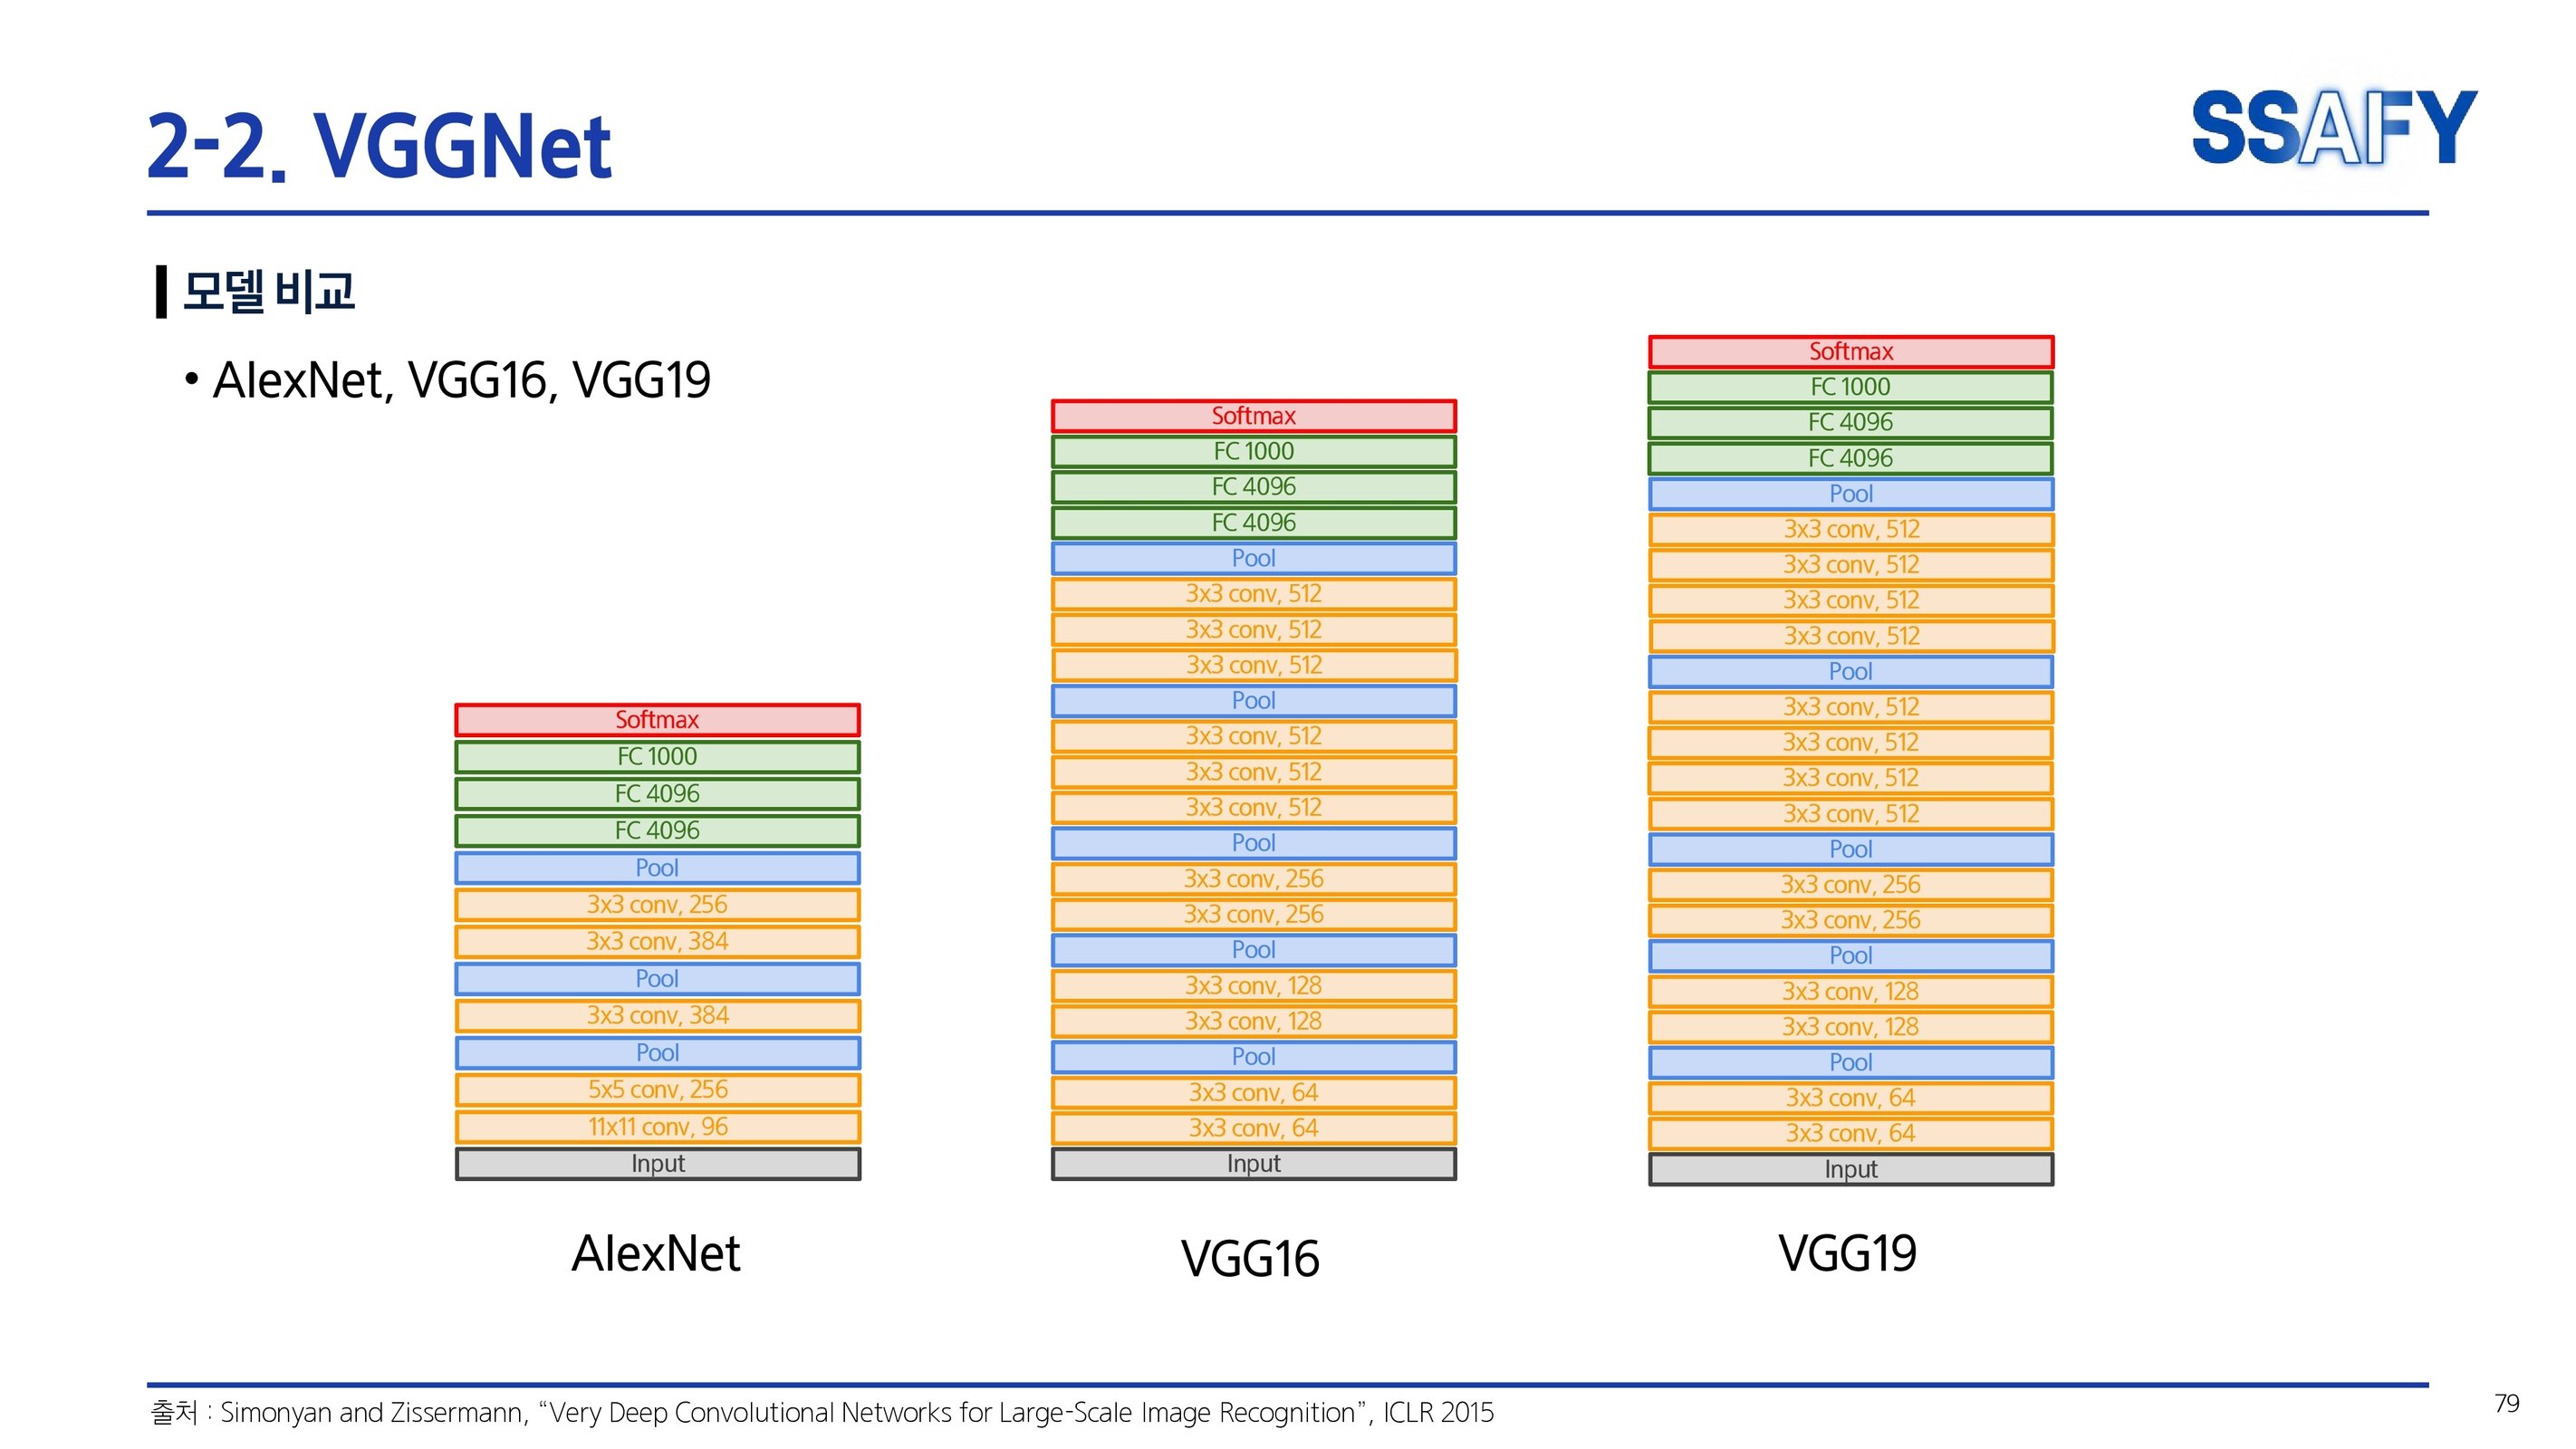 2-2. VGGNet
SSAFY
모델 비교
• AlexNet, VGG16, VGG19
Softmax
FC 1000
FC 4096
FC 4096
Pool
3x3 conv, 256
3x3 conv, 384
Pool
3x3 conv, 384
Pool
5x5 conv, 256
11x11 conv, 96
Input
AlexNet
Softmax
FC 1000
FC 4096
FC 4096
Pool
3x3 conv, 512
3x3 conv, 512
3x3 conv, 512
Pool
3x3 conv, 512
3x3 conv, 512
3x3 conv, 512
Pool
3x3 conv, 256
3x3 conv, 256
Pool
3x3 conv, 128
3x3 conv, 128
Pool
3x3 conv, 64
3x3 conv, 64
Input
VGG16
Softmax
FC 1000
FC 4096
FC 4096
Pool
3x3 conv, 512
3x3 conv, 512
3x3 conv, 512
3x3 conv, 512
Pool
3x3 conv, 512
3x3 conv, 512
3x3 conv, 512
3x3 conv, 512
Pool
3x3 conv, 256
3x3 conv, 256
Pool
3x3 conv, 128
3x3 conv, 128
Pool
3x3 conv, 64
3x3 conv, 64
Input
VGG19
출처 : Simonyan and Zissermann, “Very Deep Convolutional Networks for Large-Scale Image Recognition”, ICLR 2015
79